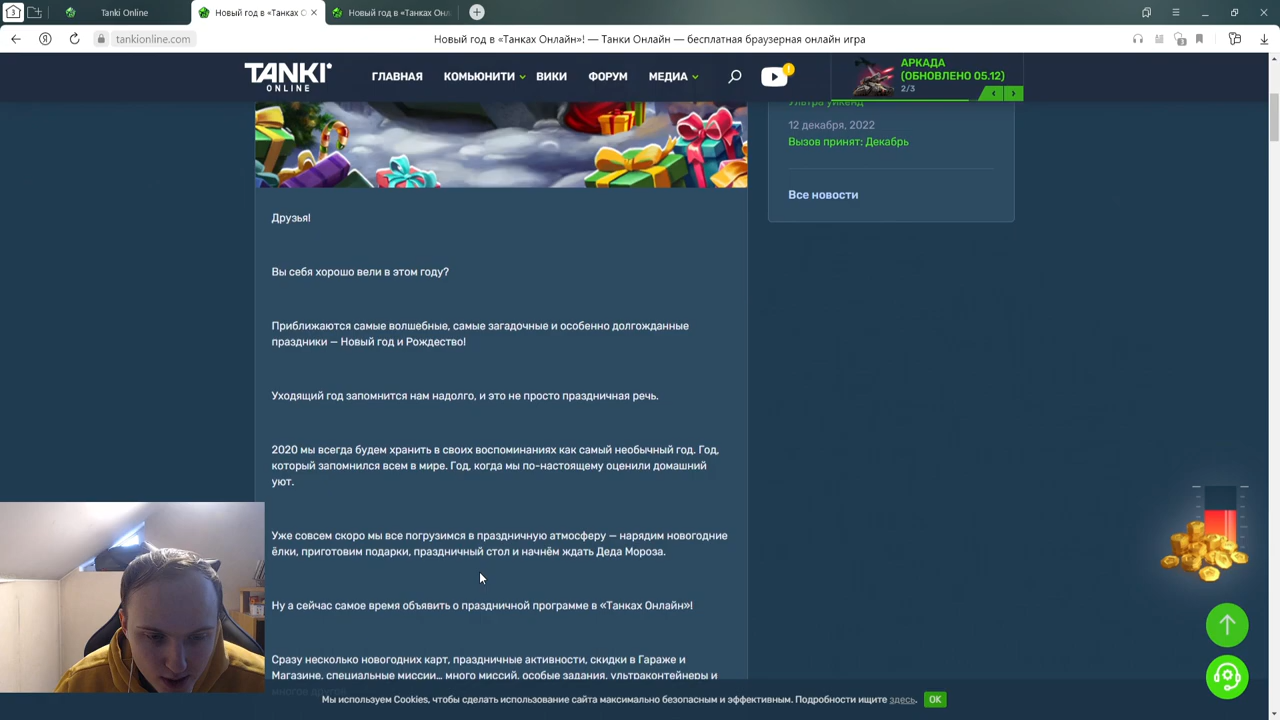 3
Tanki Online
Новый год в «Танках О
Новый год в «Танках Онл
tankionline.com
Новый год в «Танках Онлайн»! — Танки Онлайн — бесплатная браузерная онлайн игра
TANKI
ONLINE
ГЛАВНАЯ
КОМЬЮНИТИ
ВИКИ
ФОРУМ
МЕДИА
АРКАДА
(ОБНОВЛЕНО 05.12)
2/3
Ультра уикенд
12 декабря, 2022
Вызов принят: Декабрь
Все новости
Друзья!
Вы себя хорошо вели в этом году?
Приближаются самые волшебные, самые загадочные и особенно долгожданные
праздники — Новый год и Рождество!
Уходящий год запомнится нам надолго, и это не просто праздничная речь.
2020 мы всегда будем хранить в своих воспоминаниях как самый необычный год. Год,
который запомнился всем в мире. Год, когда мы по-настоящему оценили домашний
уют.
Уже совсем скоро мы все погрузимся в праздничную атмосферу — нарядим новогодние
ёлки, приготовим подарки, праздничный стол и начнём ждать Деда Мороза.
Ну а сейчас самое время объявить о праздничной программе в «Танках Онлайн»!
Сразу несколько новогодних карт, праздничные активности, скидки в Гараже и
Магазине, специальные миссии… много миссий, особые задания, ультраконтейнеры и
многое другое
Мы используем Cookies, чтобы сделать использование сайта максимально безопасным и эффективным. Подробности ищите здесь.
OK